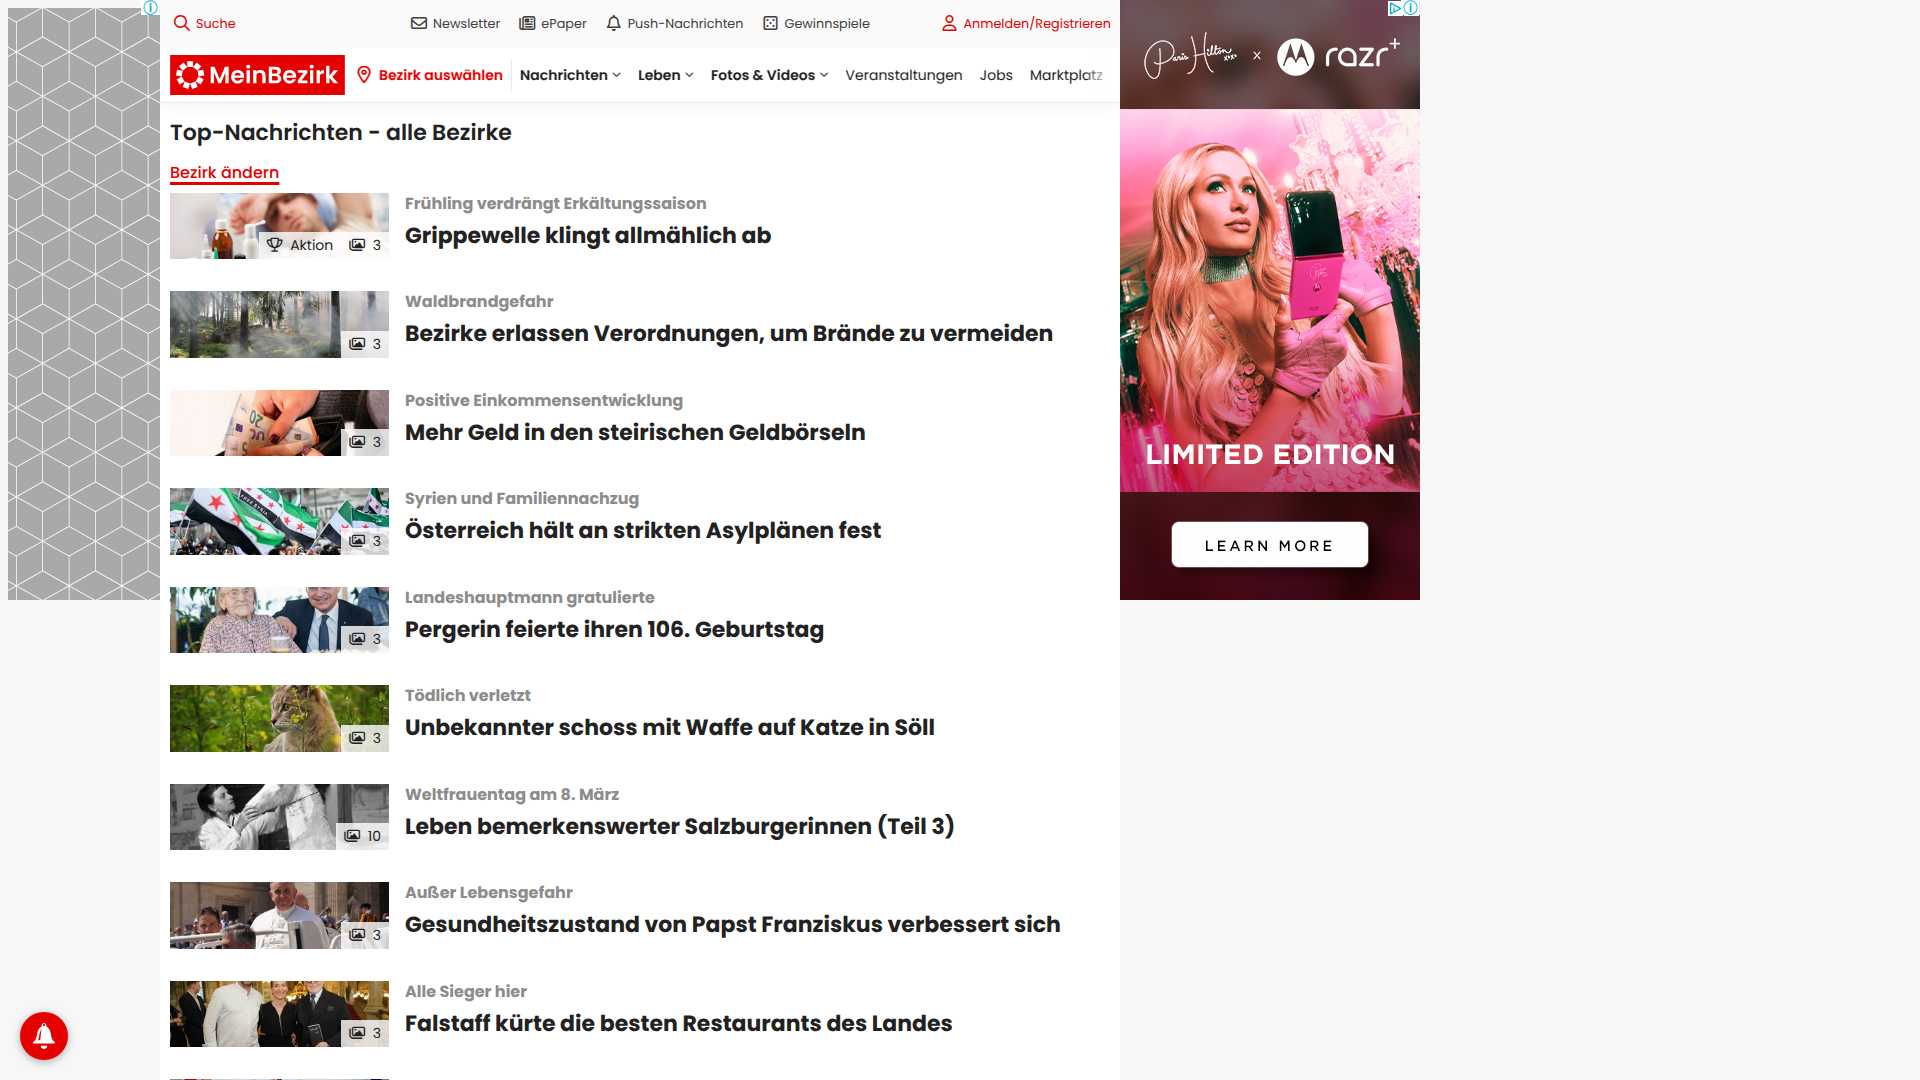 Suche
Newsletter
ePaper
Push-Nachrichten
Gewinnspiele
Anmelden/Registrieren
MeinBezirk
Bezirk auswählen
Nachrichten
Leben
Fotos & Videos
Veranstaltungen
Jobs
Marktplatz
Top-Nachrichten - alle Bezirke
Bezirk ändern
Aktion 3
Frühling verdrängt Erkältungssaison
Grippewelle klingt allmählich ab
3
Waldbrandgefahr
Bezirke erlassen Verordnungen, um Brände zu vermeiden
3
Positive Einkommensentwicklung
Mehr Geld in den steirischen Geldbörseln
3
Syrien und Familiennachzug
Österreich hält an strikten Asylplänen fest
3
Landeshauptmann gratulierte
Pergerin feierte ihren 106. Geburtstag
3
Tödlich verletzt
Unbekannter schoss mit Waffe auf Katze in Söll
10
Weltfrauentag am 8. März
Leben bemerkenswerter Salzburgerinnen (Teil 3)
3
Außer Lebensgefahr
Gesundheitszustand von Papst Franziskus verbessert sich
3
Alle Sieger hier
Falstaff kürte die besten Restaurants des Landes
Paris Hilton x razr+
LIMITED EDITION
LEARN MORE